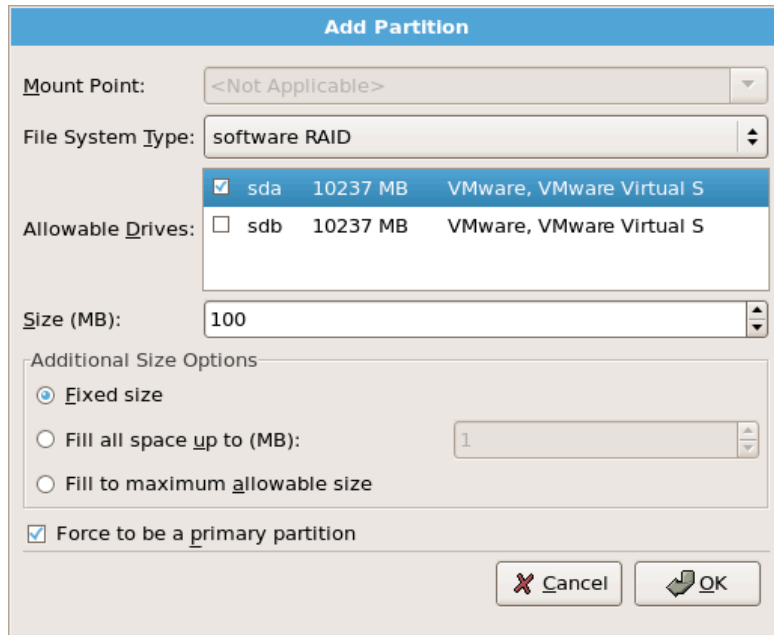 Add Partition
Mount Point: <Not Applicable>
File System Type: software RAID
sda 10237 MB VMware, VMware Virtual S
Allowable Drives: sdb 10237 MB VMware, VMware Virtual S
Size (MB): 100
Additional Size Options
Fixed size
Fill all space up to (MB): 1
Fill to maximum allowable size
Force to be a primary partition
Cancel OK